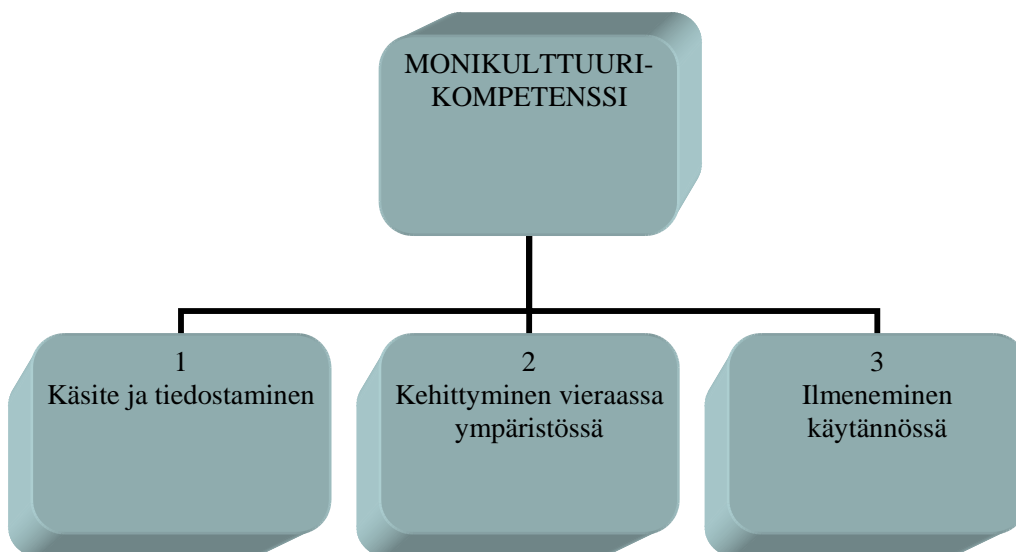 MONIKULTTUURI-
KOMPETENSSI
1
Käsite ja tiedostaminen
2
Kehittyminen vieraassa
ympäristössä
3
Ilmeneminen
käytännössä